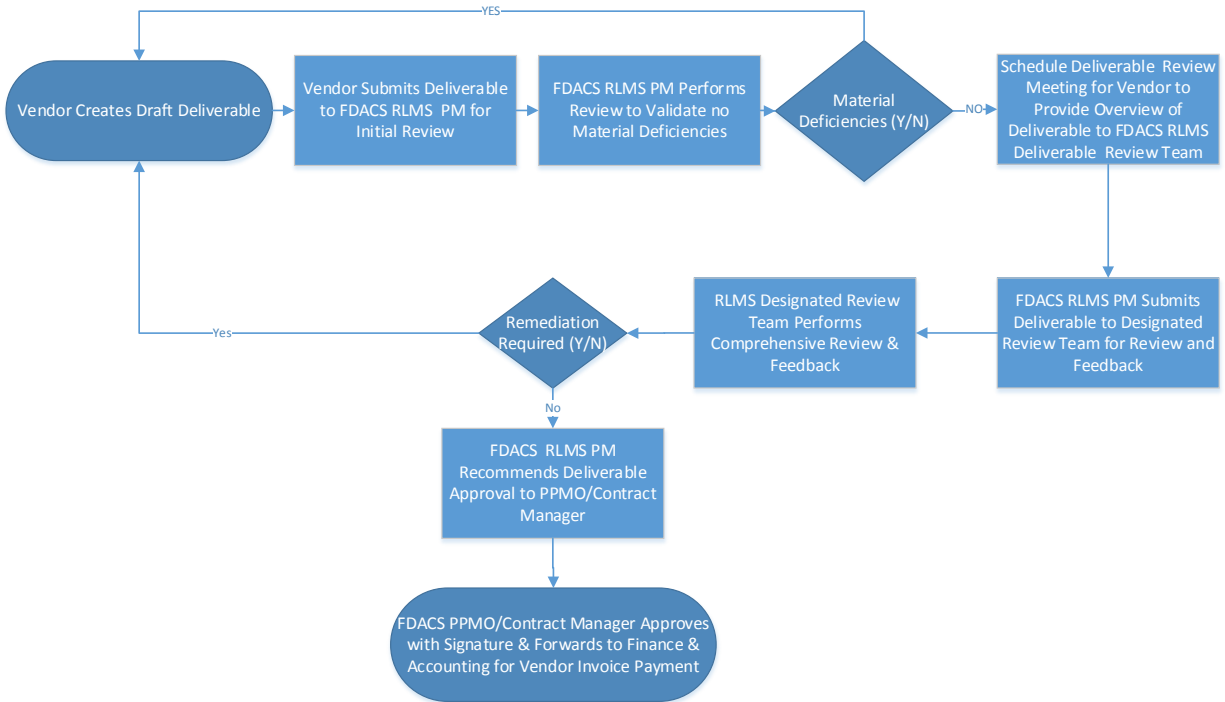 YES
Vendor Creates Draft Deliverable
Vendor Submits Deliverable
to FDACS RLMS PM for
Initial Review
FDACS RLMS PM Performs
Review to Validate no
Material Deficiencies
Material
Deficiencies (Y/N)
NO
Schedule Deliverable Review
Meeting for Vendor to
Provide Overview of
Deliverable to FDACS RLMS
Deliverable Review Team
FDACS RLMS PM Submits
Deliverable to Designated
Review Team for Review and
Feedback
RLMS Designated Review
Team Performs
Comprehensive Review &
Feedback
Remediation
Required (Y/N)
Yes
No
FDACS RLMS PM
Recommends Deliverable
Approval to PPMO/Contract
Manager
FDACS PPMO/Contract Manager Approves
with Signature & Forwards to Finance &
Accounting for Vendor Invoice Payment